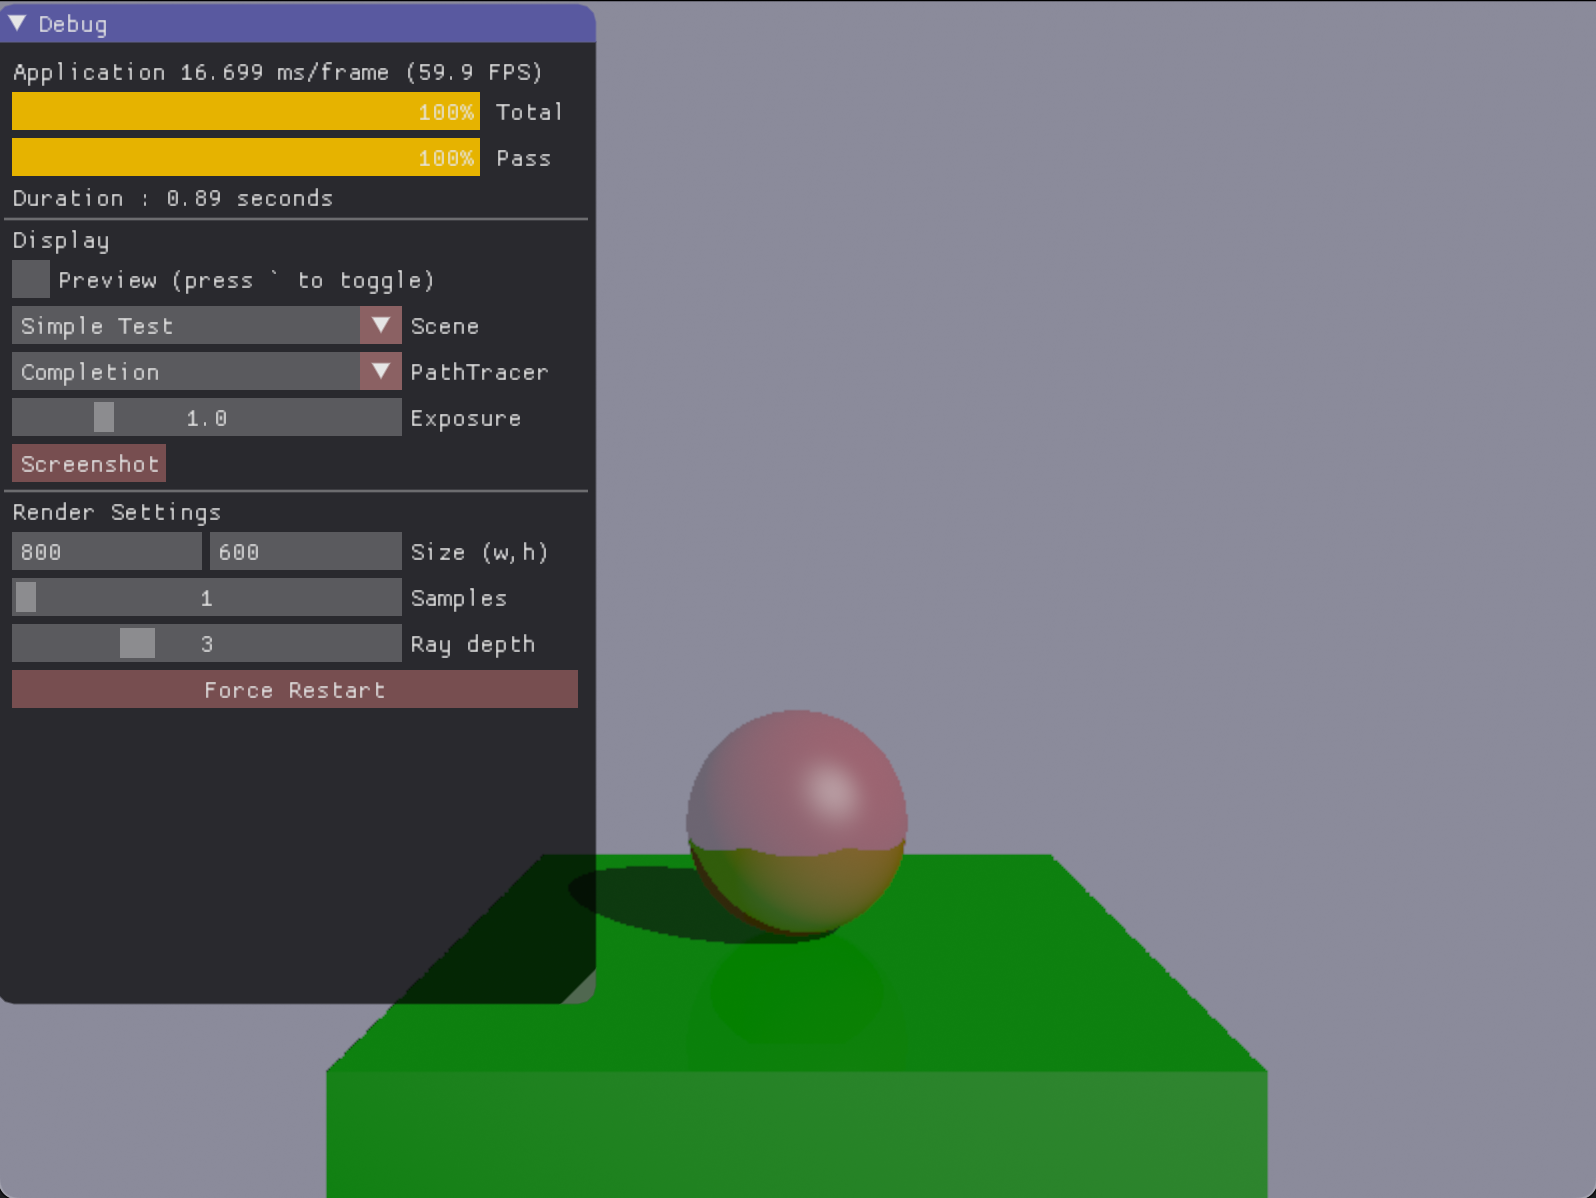 Debug
Application 16.699 ms/frame (59.9 FPS)
100% Total
100% Pass
Duration : 0.89 seconds
Display
Preview (press ` to toggle)
Simple Test Scene
Completion PathTracer
1.0 Exposure
Screenshot
Render Settings
800 600 Size (w,h)
1 Samples
3 Ray depth
Force Restart